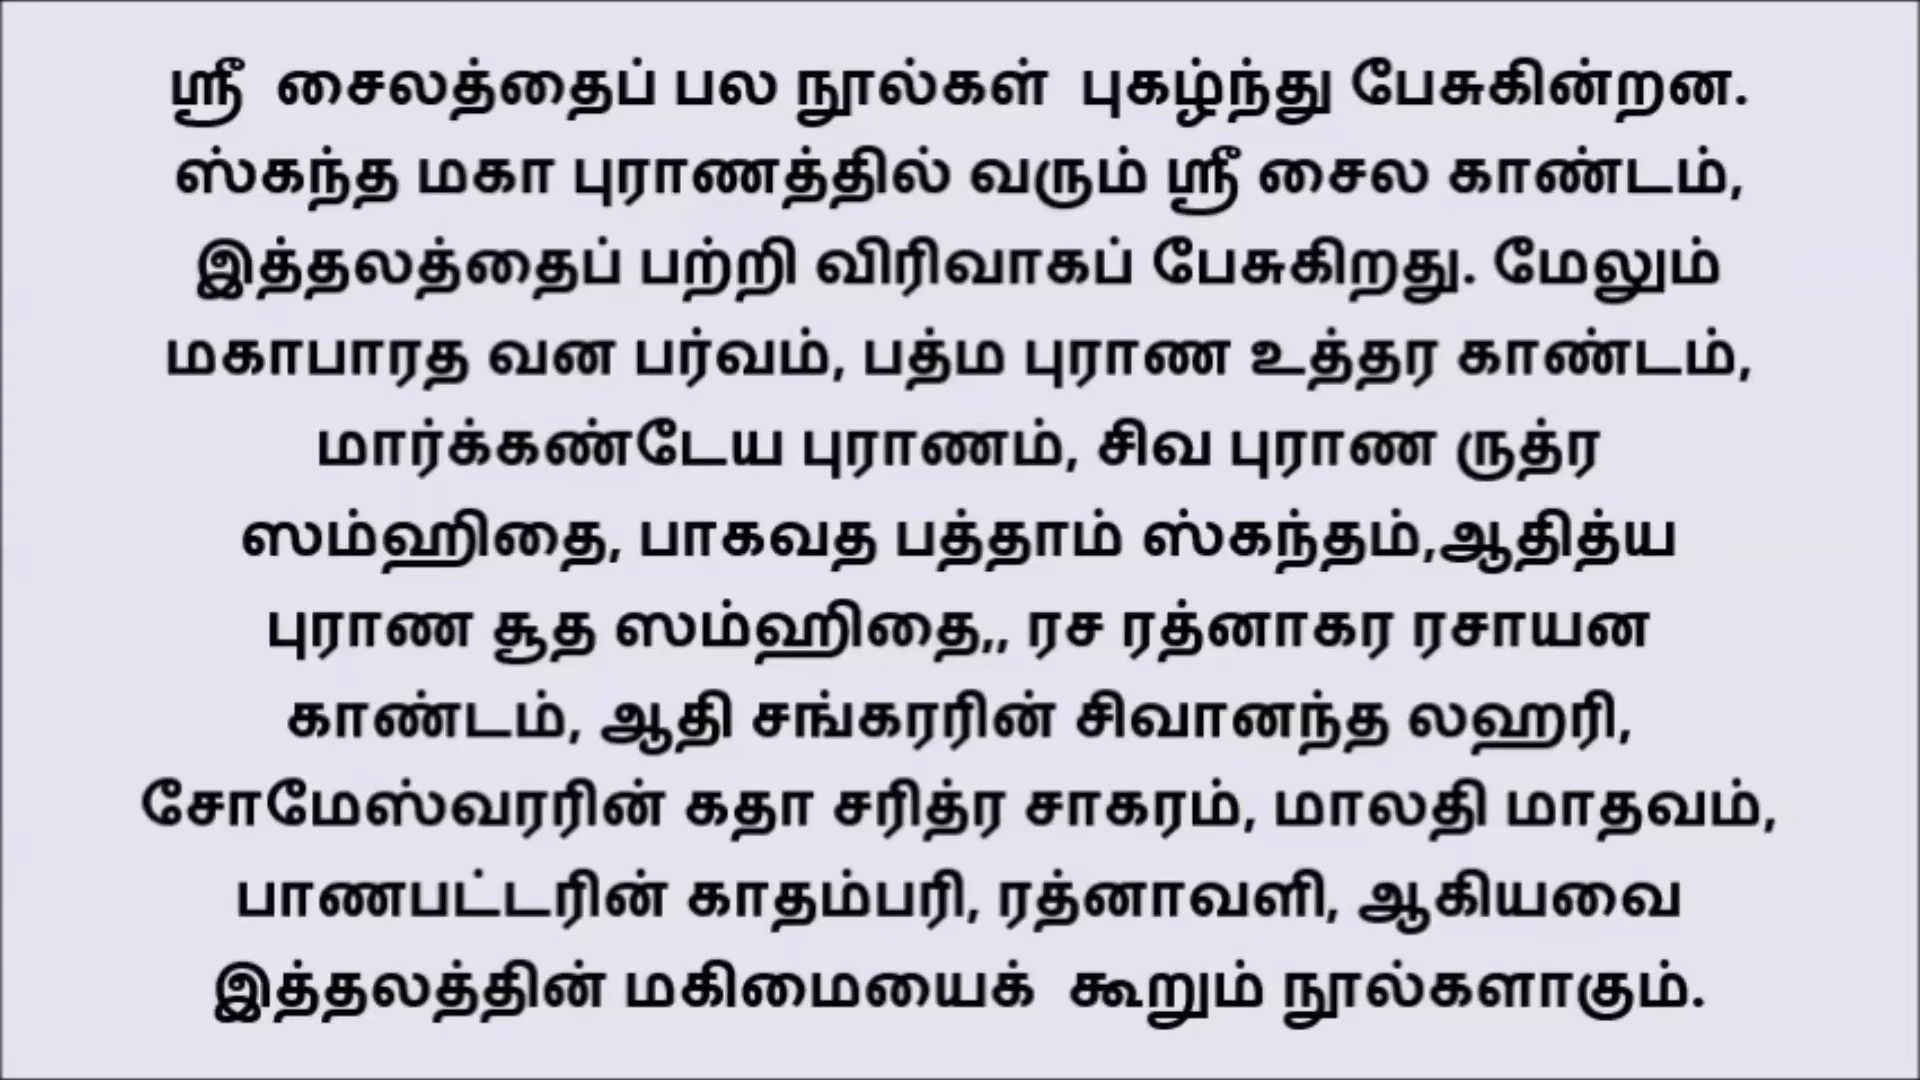 ஸ்ரீ சைலத்தைப் பல நூல்கள் புகழ்ந்து பேசுகின்றன.
ஸ்கந்த மகா புராணத்தில் வரும் ஸ்ரீ சைல காண்டம்,
இத்தலத்தைப் பற்றி விரிவாகப் பேசுகிறது. மேலும்
மகாபாரத வன பர்வம், பத்ம புராண உத்தர காண்டம்,
மார்க்கண்டேய புராணம், சிவ புராண ருத்ர
ஸம்ஹிதை, பாகவத பத்தாம் ஸ்கந்தம்,ஆதித்ய
புராண சூத ஸம்ஹிதை,, ரச ரத்னாகர ரசாயன
காண்டம், ஆதி சங்கரரின் சிவானந்த லஹரி,
சோமேஸ்வரரின் கதா சரித்ர சாகரம், மாலதி மாதவம்,
பாணபட்டரின் காதம்பரி, ரத்னாவளி, ஆகியவை
இத்தலத்தின் மகிமையைக் கூறும் நூல்களாகும்.